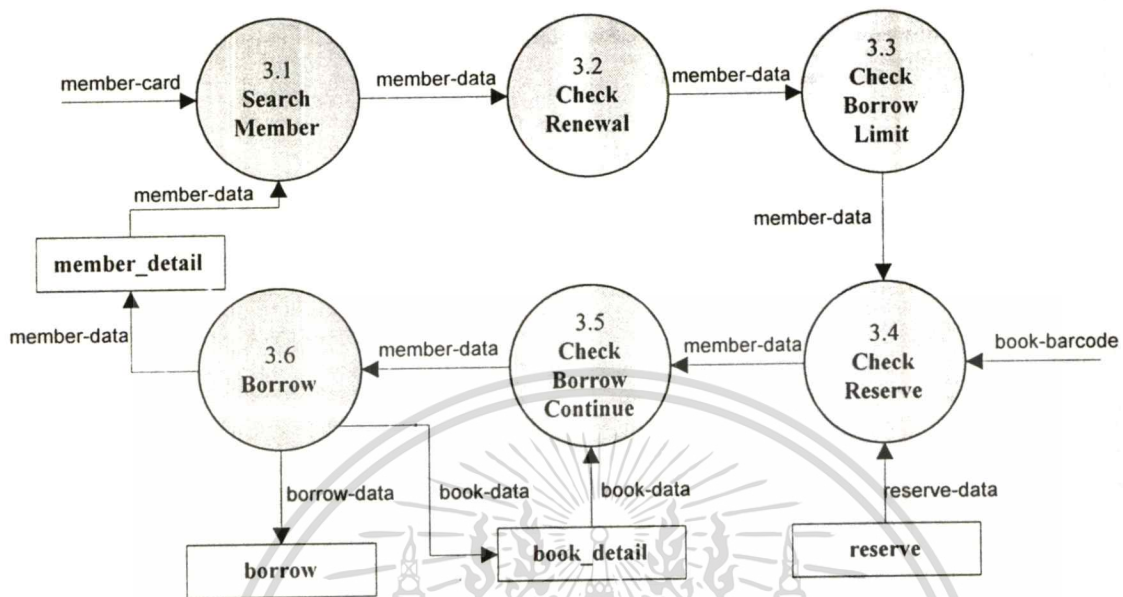 member-card
3.1
Search
Member
member-data
3.2
Check
Renewal
member-data
3.3
Check
Borrow
Limit
member-data
member_detail
member-data
member-data
3.6
Borrow
member-data
3.5
Check
Borrow
Continue
member-data
3.4
Check
Reserve
book-barcode
borrow-data
book-data
book-data
reserve-data
borrow
book_detail
reserve